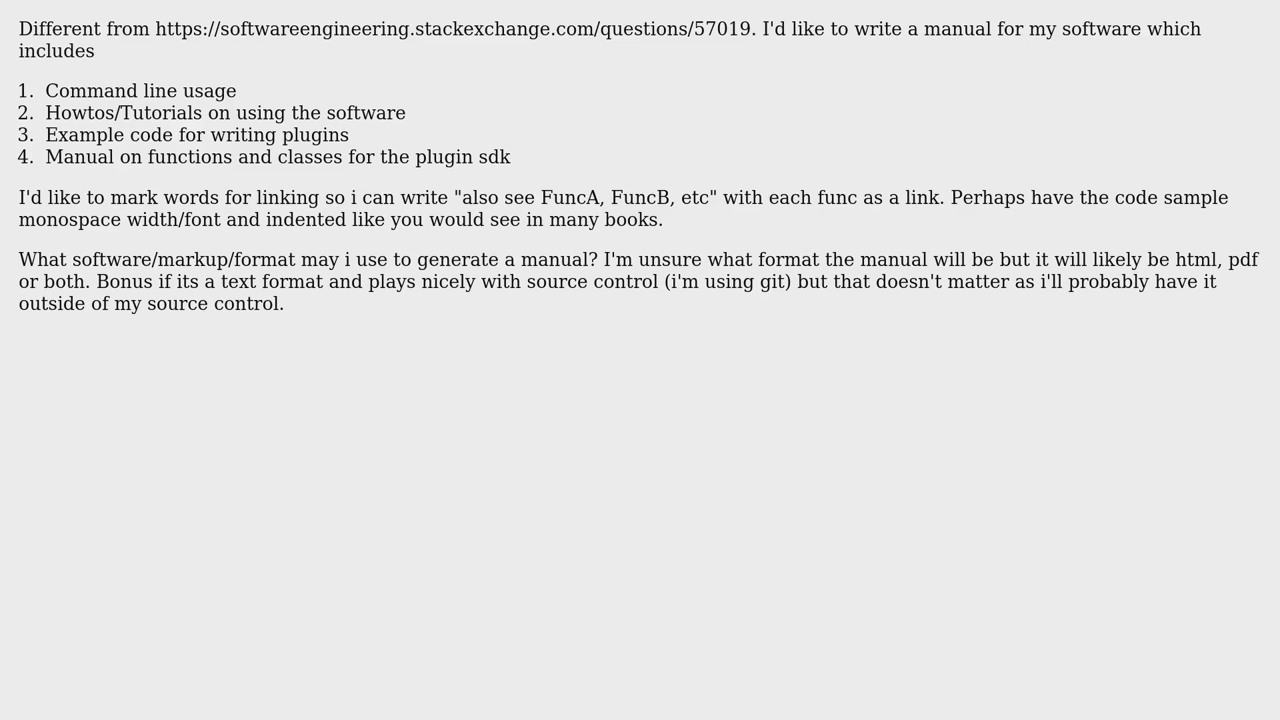 Different from https://softwareengineering.stackexchange.com/questions/57019. I'd like to write a manual for my software which
includes
1. Command line usage
2. Howtos/Tutorials on using the software
3. Example code for writing plugins
4. Manual on functions and classes for the plugin sdk
I'd like to mark words for linking so i can write "also see FuncA, FuncB, etc" with each func as a link. Perhaps have the code sample
monospace width/font and indented like you would see in many books.
What software/markup/format may i use to generate a manual? I'm unsure what format the manual will be but it will likely be html, pdf
or both. Bonus if its a text format and plays nicely with source control (i'm using git) but that doesn't matter as i'll probably have it
outside of my source control.